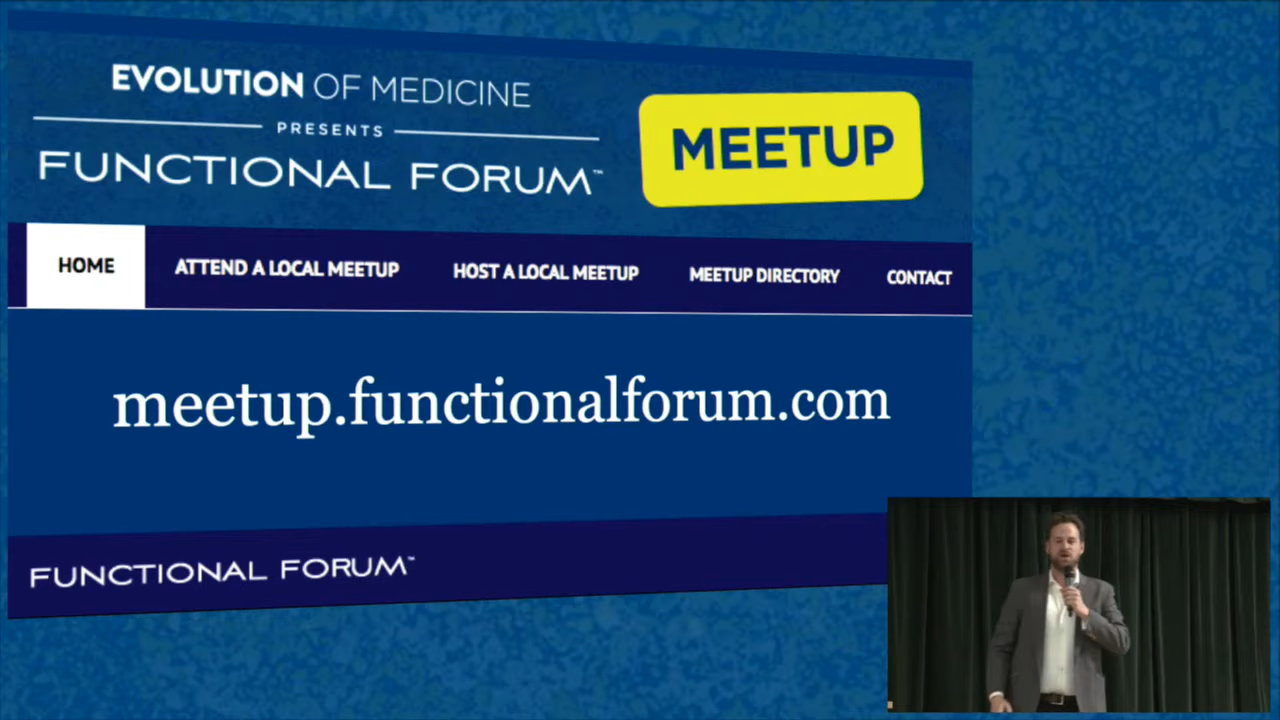 EVOLUTION OF MEDICINE
PRESENTS
FUNCTIONAL FORUM™
MEETUP
HOME
ATTEND A LOCAL MEETUP
HOST A LOCAL MEETUP
MEETUP DIRECTORY
CONTACT
meetup.functionalforum.com
FUNCTIONAL FORUM™